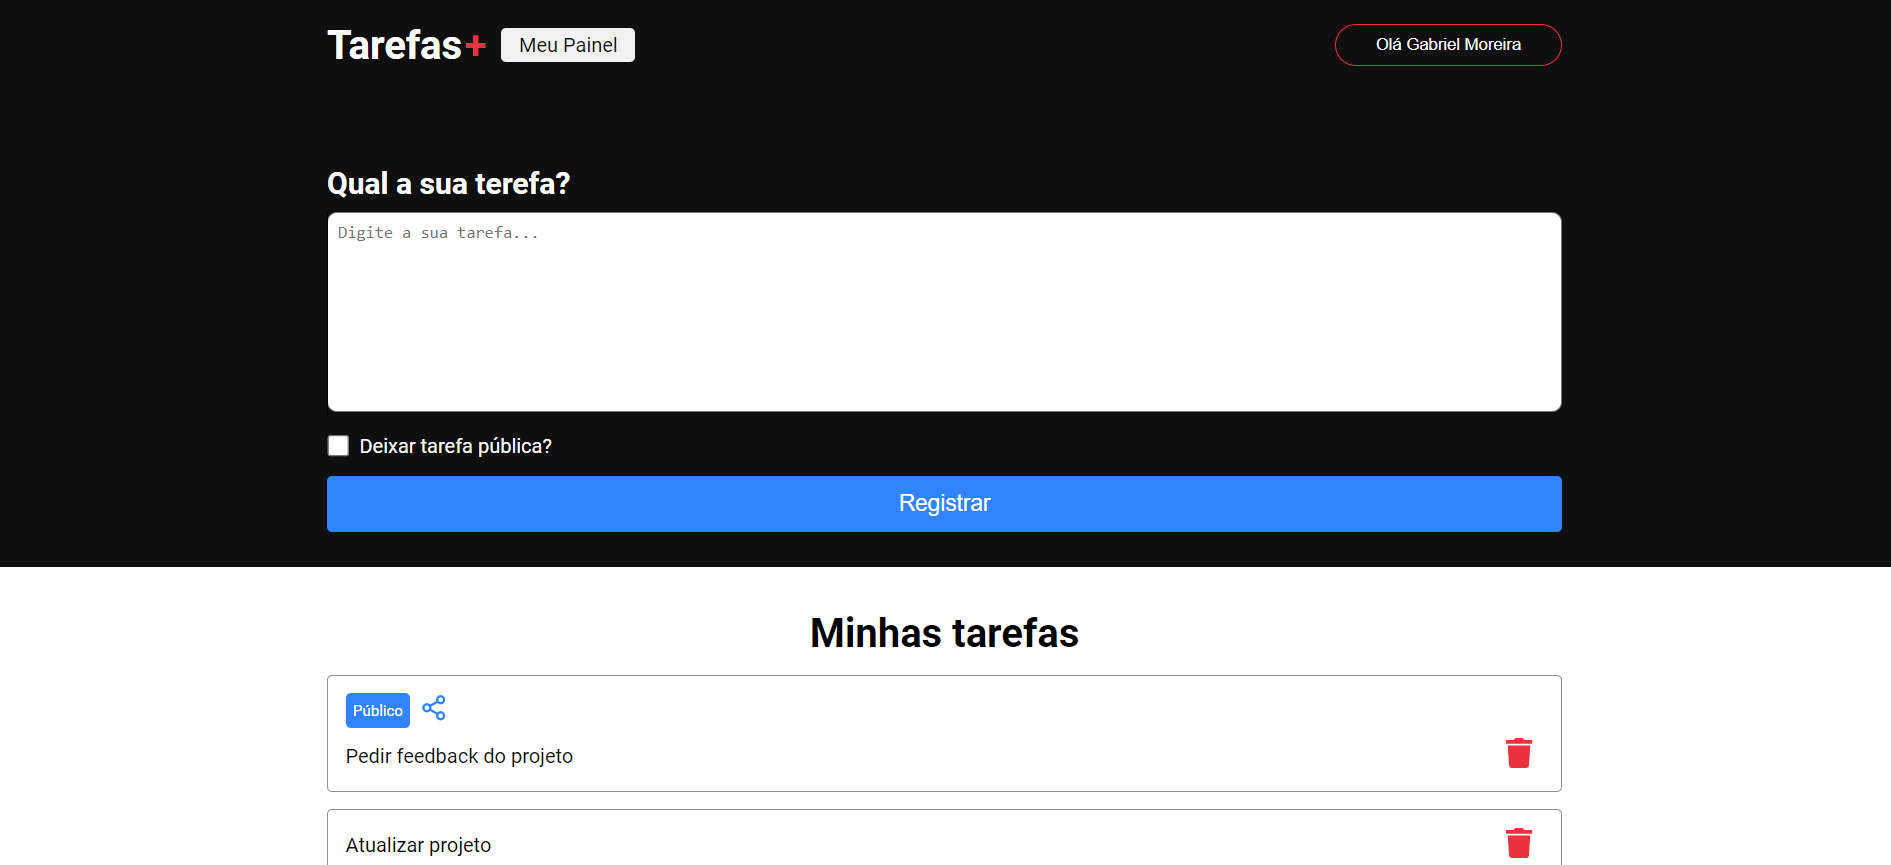 Tarefas+ Meu Painel Olá Gabriel Moreira
Qual a sua terefa?
Digite a sua tarefa...
Deixar tarefa pública?
Registrar
Minhas tarefas
Público
Pedir feedback do projeto
Atualizar projeto